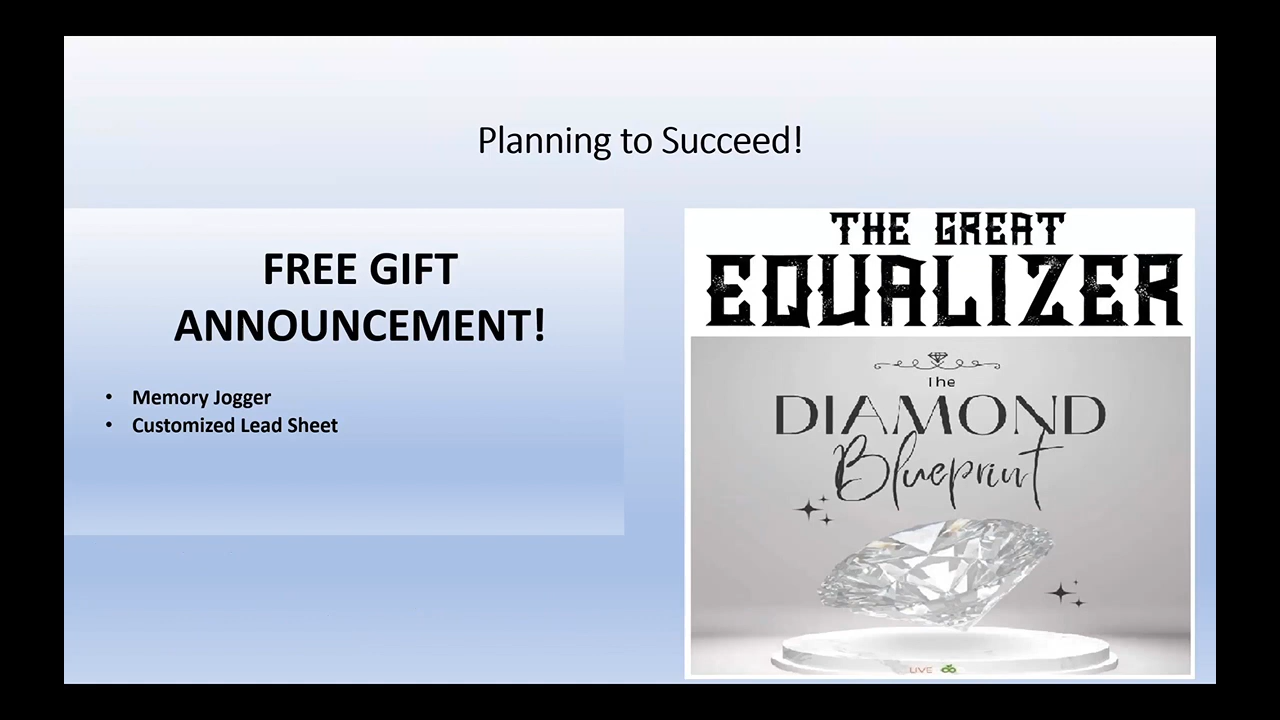 Planning to Succeed!
FREE GIFT
ANNOUNCEMENT!
• Memory Jogger
• Customized Lead Sheet
THE GREAT
EQUALIZER
The
DIAMOND
Blueprint
LIVE